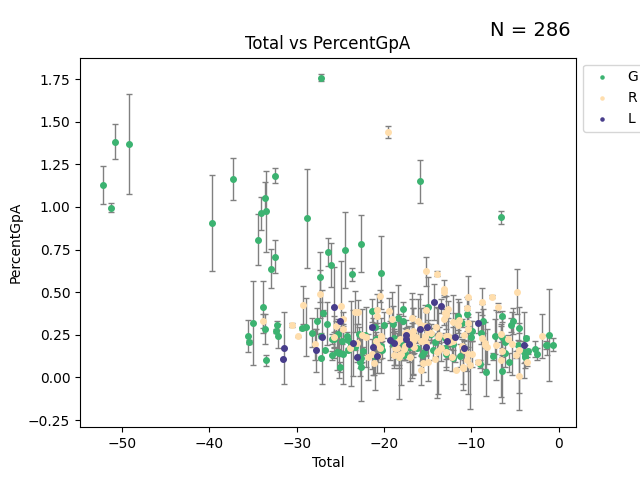 N = 286
Total vs PercentGpA
G
R
L
1.75
1.50
1.25
1.00
0.75
0.50
0.25
0.00
−0.25
PercentGpA
−50 −40 −30 −20 −10 0
Total